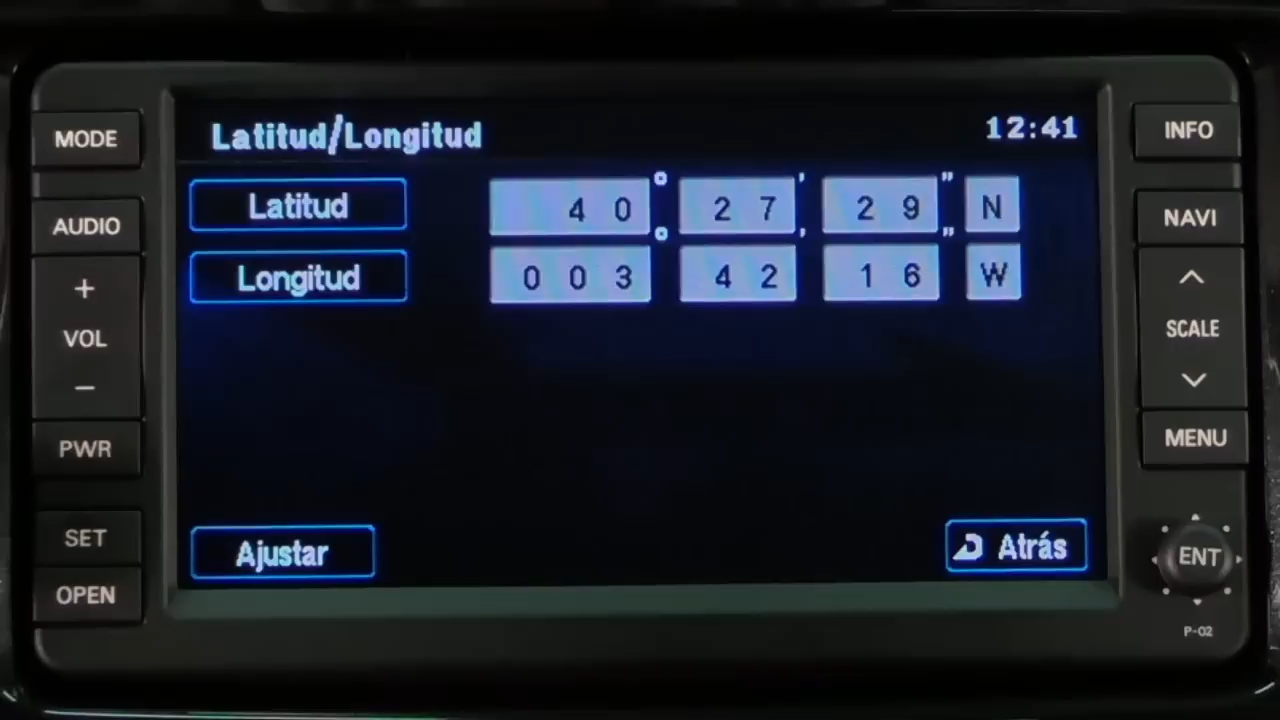 MODE
AUDIO
+
VOL
−
PWR
SET
OPEN
Latitud/Longitud
12:41
Latitud
40° 27' 29" N
Longitud
003° 42' 16" W
Ajustar
Atrás
INFO
NAVI
SCALE
MENU
ENT
P-02